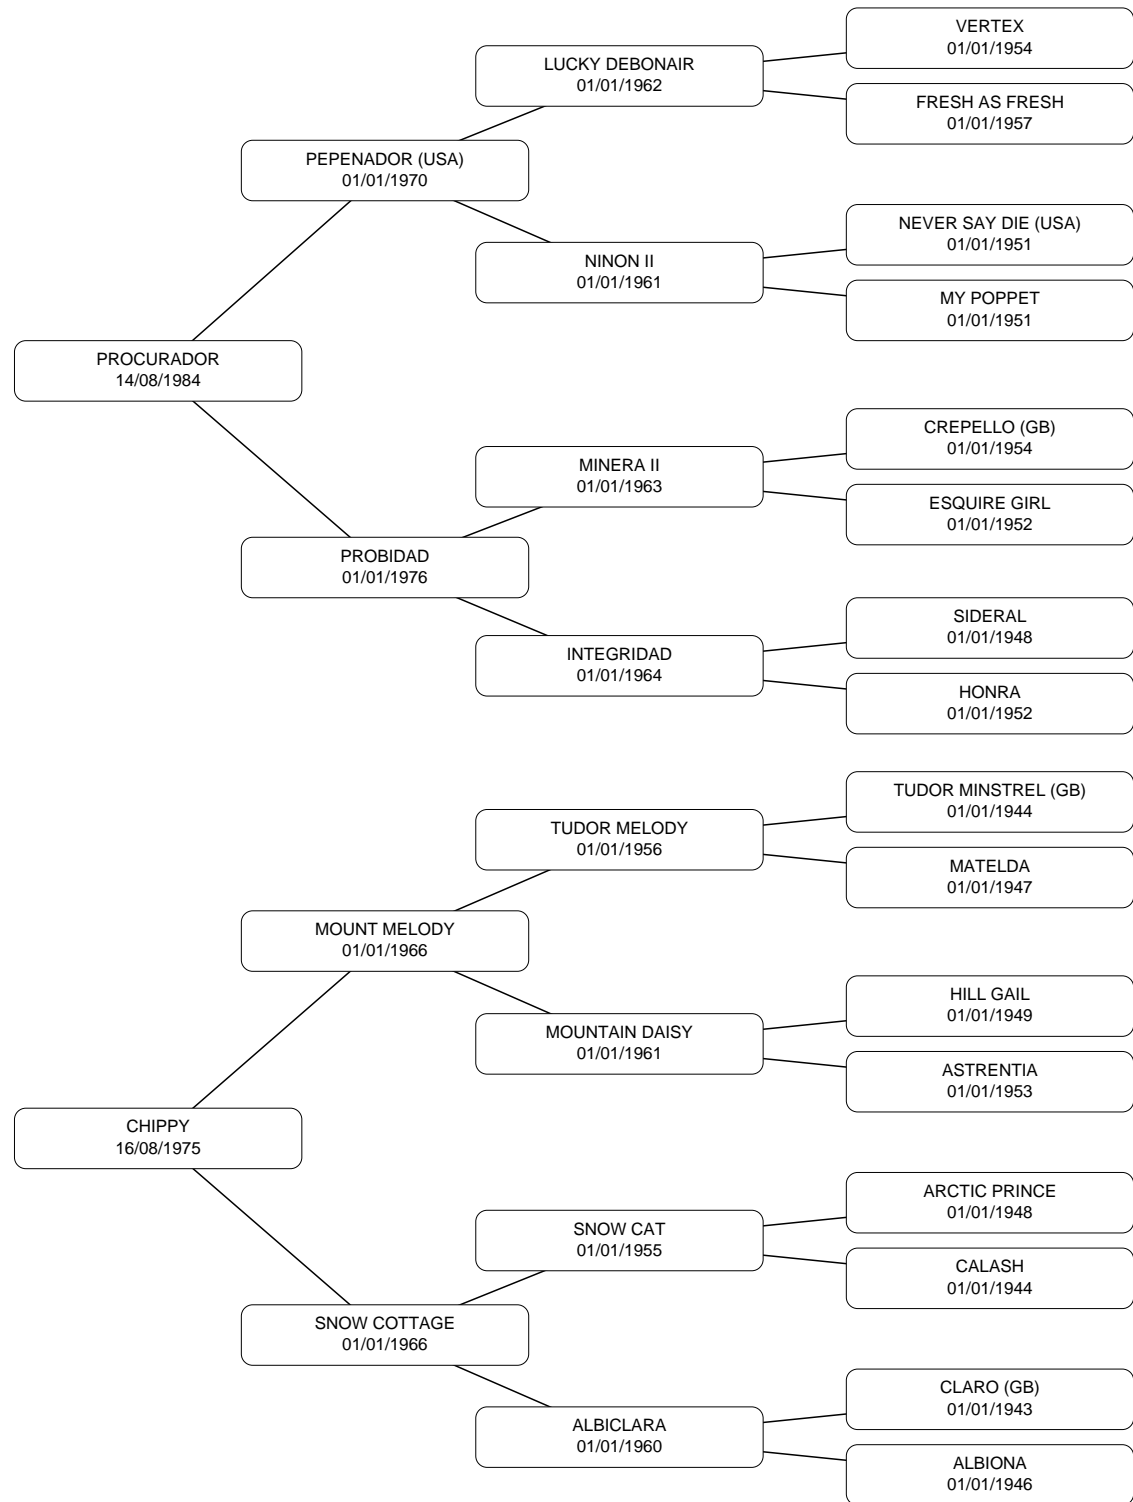 VERTEX
01/01/1954
LUCKY DEBONAIR
01/01/1962
FRESH AS FRESH
01/01/1957
PEPENADOR (USA)
01/01/1970
NEVER SAY DIE (USA)
01/01/1951
NINON II
01/01/1961
MY POPPET
01/01/1951
PROCURADOR
14/08/1984
CREPELLO (GB)
01/01/1954
MINERA II
01/01/1963
ESQUIRE GIRL
01/01/1952
PROBIDAD
01/01/1976
SIDERAL
01/01/1948
INTEGRIDAD
01/01/1964
HONRA
01/01/1952
TUDOR MINSTREL (GB)
01/01/1944
TUDOR MELODY
01/01/1956
MATELDA
01/01/1947
MOUNT MELODY
01/01/1966
HILL GAIL
01/01/1949
MOUNTAIN DAISY
01/01/1961
ASTRENTIA
01/01/1953
CHIPPY
16/08/1975
ARCTIC PRINCE
01/01/1948
SNOW CAT
01/01/1955
CALASH
01/01/1944
SNOW COTTAGE
01/01/1966
CLARO (GB)
01/01/1943
ALBICLARA
01/01/1960
ALBIONA
01/01/1946